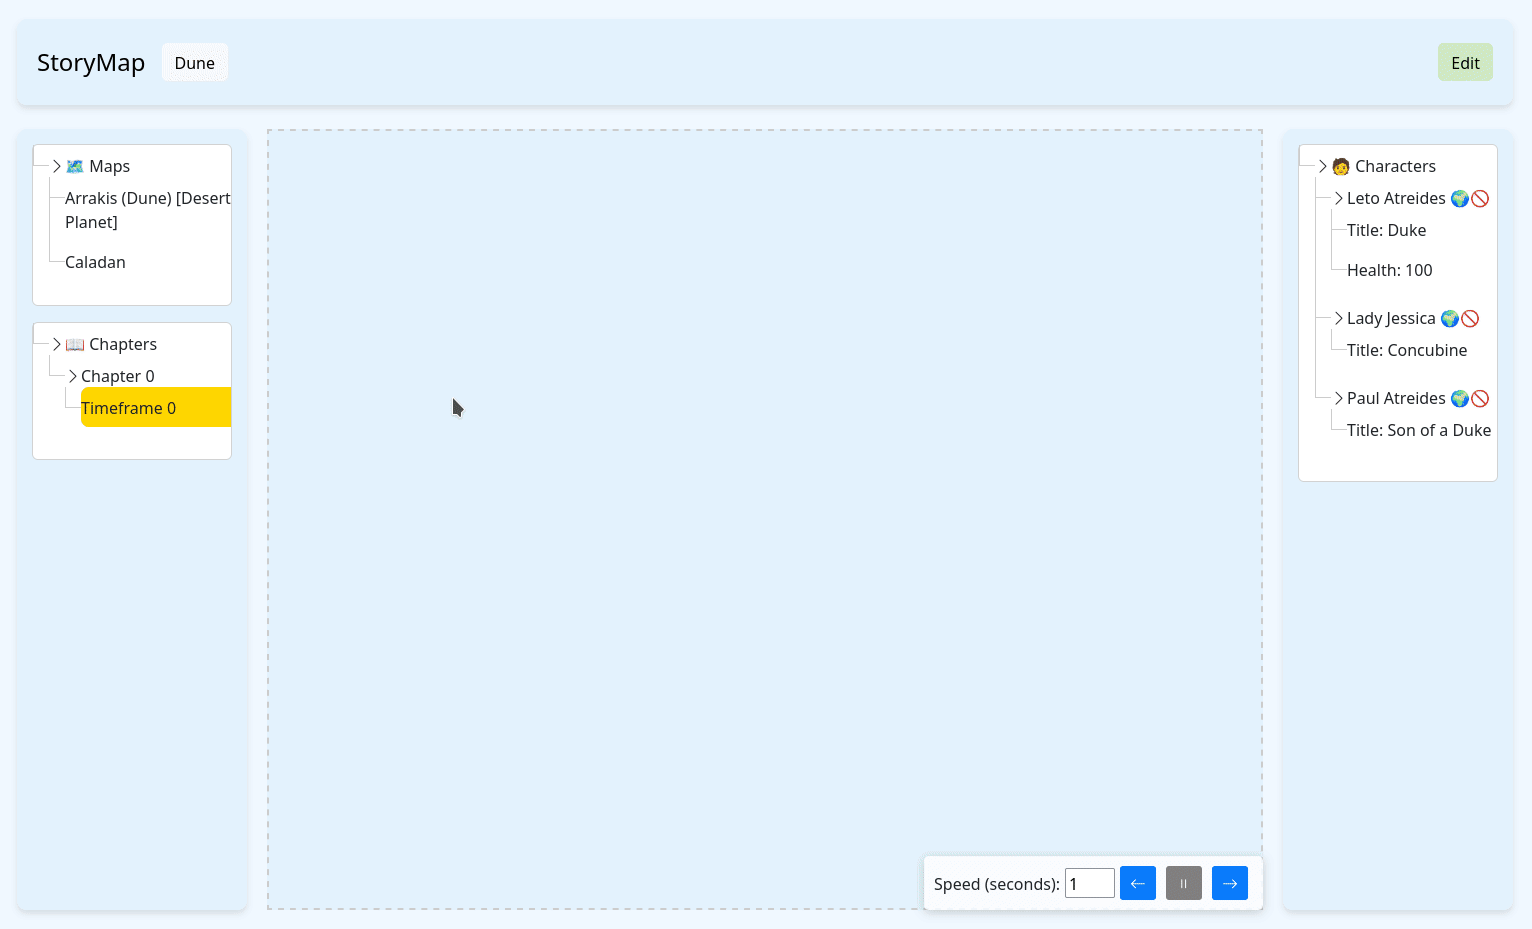 StoryMap
Dune
Edit
🗺️ Maps
Arrakis (Dune) [Desert
Planet]
Caladan
📖 Chapters
Chapter 0
Timeframe 0
🧑 Characters
Leto Atreides 🌍🚫
Title: Duke
Health: 100
Lady Jessica 🌍🚫
Title: Concubine
Paul Atreides 🌍🚫
Title: Son of a Duke
Speed (seconds): 1